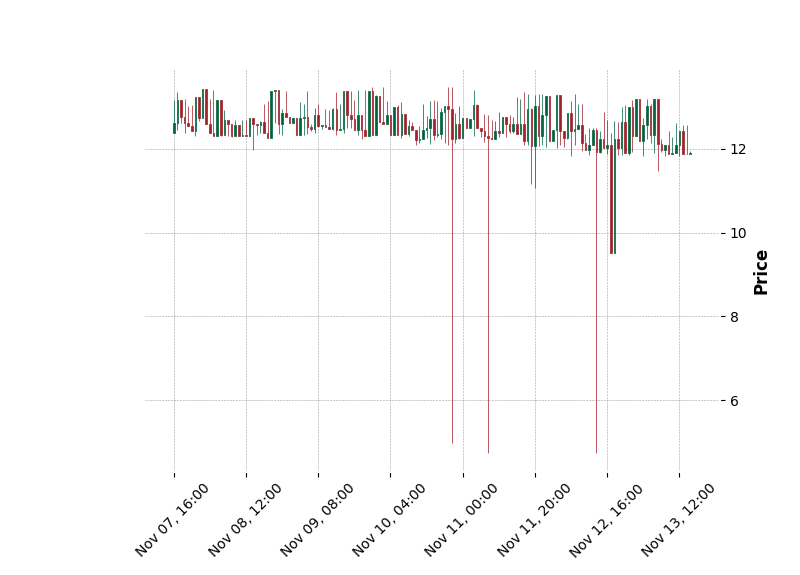 12
10
8
6
Price
Nov 07, 16:00
Nov 08, 12:00
Nov 09, 08:00
Nov 10, 04:00
Nov 11, 00:00
Nov 11, 20:00
Nov 12, 16:00
Nov 13, 12:00